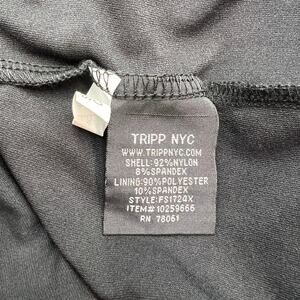 TRIPP NYC
WWW.TRIPPNYC.COM
SHELL:92%NYLON
8%SPANDEX
LINING:90%POLYESTER
10%SPANDEX
STYLE:FS1724X
ITEM# 10259666
RN 78061